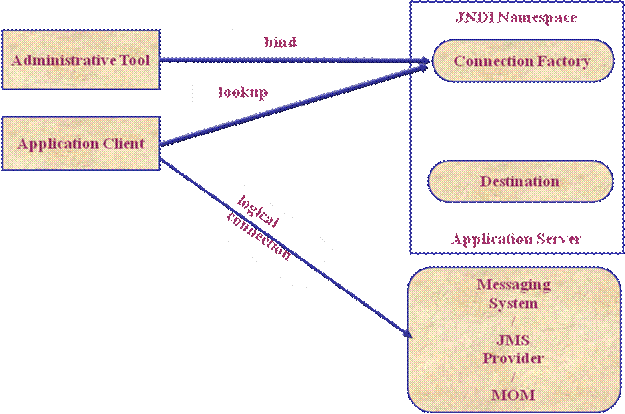 JNDI Namespace
bind
Administrative Tool
Connection Factory
lookup
Application Client
Destination
logical
connection
Application Server
Messaging
System
/
JMS
Provider
/
MOM